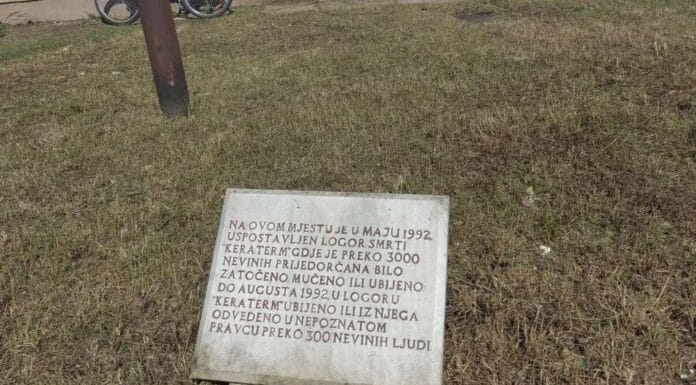 NA OVOM MJESTU JE U MAJU 1992,
USPOSTAVLJEN LOGOR SMRTI
"KERATERM" GDJE JE PREKO 3000
NEVINIH PRIJEDORČANA BILO
ZATOČENO, MUČENO ILI UBIJENO
DO AUGUSTA 1992, U LOGORU
"KERATERM" UBIJENO ILI IZ NJEGA
ODVEDENO U NEPOZNATOM
PRAVCU PREKO 300 NEVINIH LJUDI.